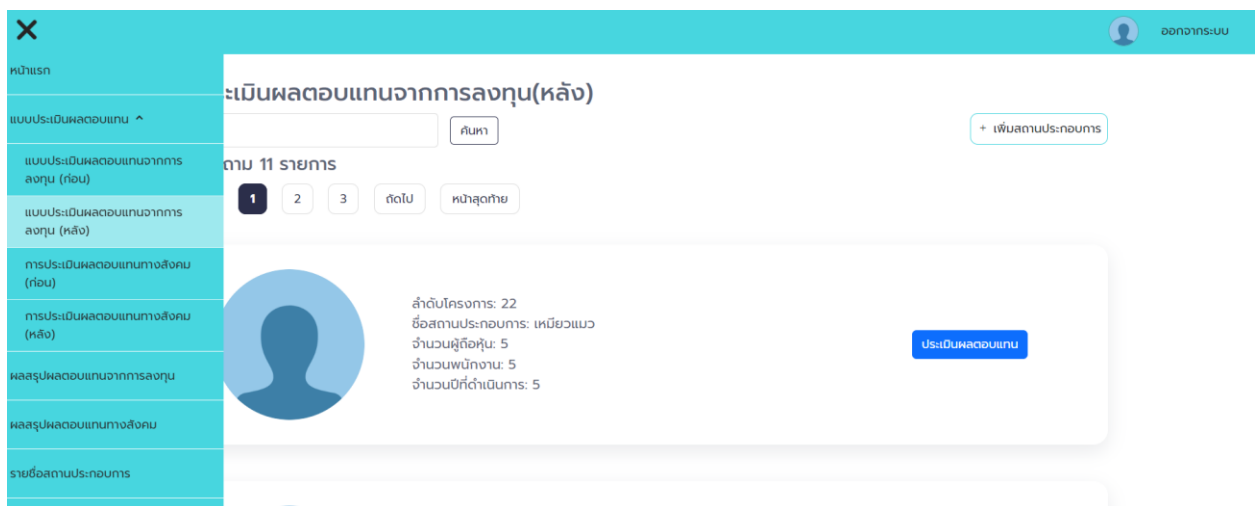 ออกจากระบบ
หน้าแรก
แบบประเมินผลตอบแทน
แบบประเมินผลตอบแทนจากการ
ลงทุน (ก่อน)
แบบประเมินผลตอบแทนจากการ
ลงทุน (หลัง)
การประเมินผลตอบแทนทางสังคม
(ก่อน)
การประเมินผลตอบแทนทางสังคม
(หลัง)
ผลสรุปผลตอบแทนจากการลงทุน
ผลสรุปผลตอบแทนทางสังคม
รายชื่อสถานประกอบการ
ะเมินผลตอบแทนจากการลงทุน(หลัง)
ค้นหา
+ เพิ่มสถานประกอบการ
ถาม 11 รายการ
1 2 3 ถัดไป หน้าสุดท้าย
ลำดับโครงการ: 22
ชื่อสถานประกอบการ: เหมียวแมว
จำนวนผู้ถือหุ้น: 5
จำนวนพนักงาน: 5
จำนวนปีที่ดำเนินการ: 5
ประเมินผลตอบแทน